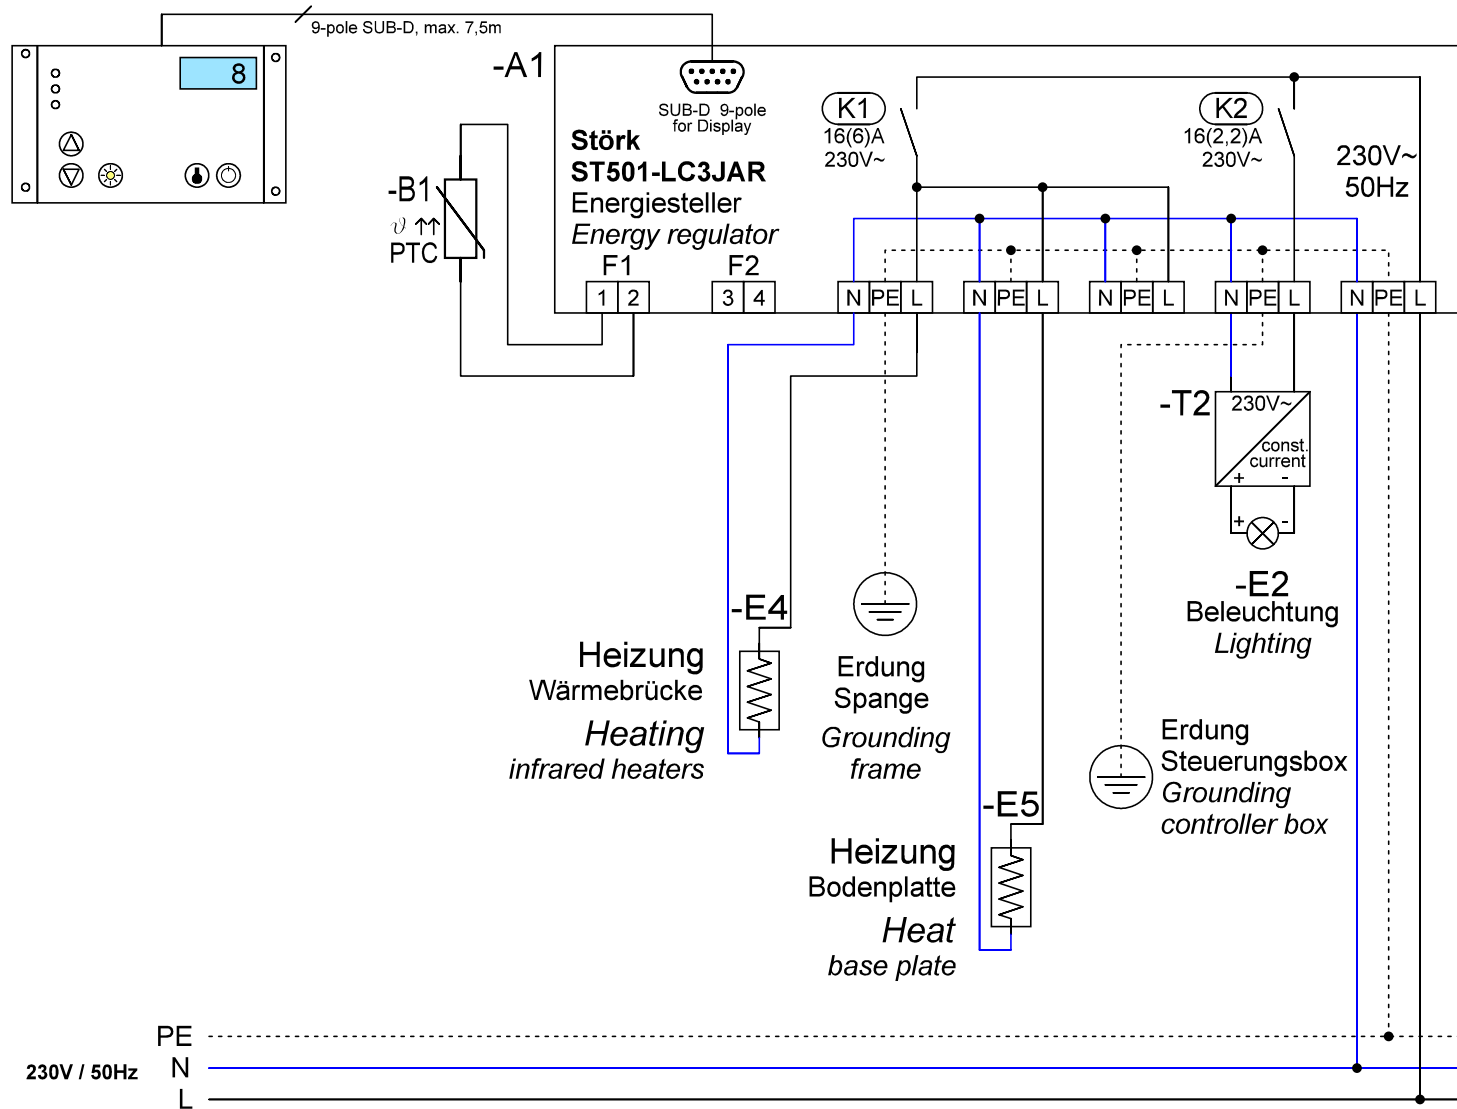 9-pole SUB-D, max. 7,5m
8
-A1
SUB-D 9-pole
for Display
Störk
ST501-LC3JAR
Energiesteller
Energy regulator
K1
16(6)A
230V~
K2
16(2,2)A
230V~
230V~
50Hz
-B1
ϑ ↑↑
PTC
F1
F2
1 2
3 4
N PE L
N PE L
N PE L
N PE L
N PE L
-T2
230V~
const.
current
+ -
+ -
-E2
Beleuchtung
Lighting
-E4
Heizung
Wärmebrücke
Heating
infrared heaters
Erdung
Spange
Grounding
frame
-E5
Heizung
Bodenplatte
Heat
base plate
Erdung
Steuerungsbox
Grounding
controller box
PE
230V / 50Hz N
L